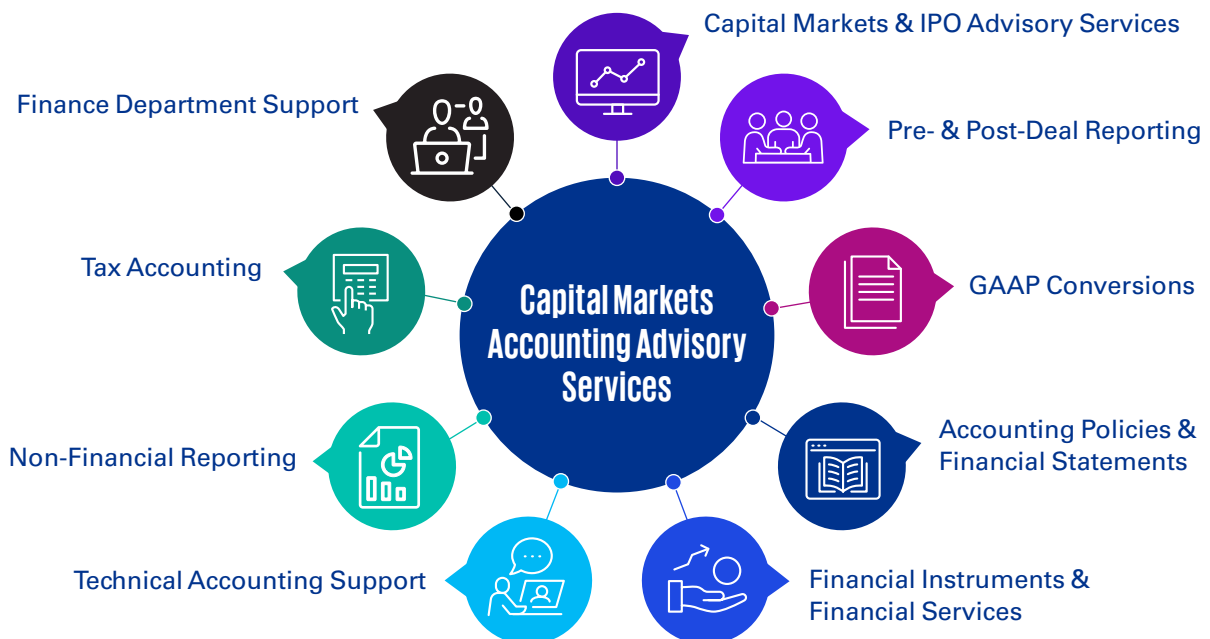 Capital Markets & IPO Advisory Services
Finance Department Support
Pre- & Post-Deal Reporting
Tax Accounting
GAAP Conversions
Capital Markets
Accounting Advisory
Services
Non-Financial Reporting
Accounting Policies &
Financial Statements
Technical Accounting Support
Financial Instruments &
Financial Services